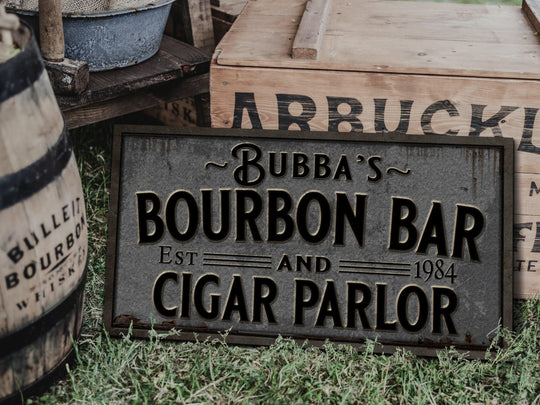 ARBUCKL
~BUBBA'S~
BOURBON BAR
EST AND 1984
CIGAR PARLOR
BULLEIT
BOURBON
WHISKEY